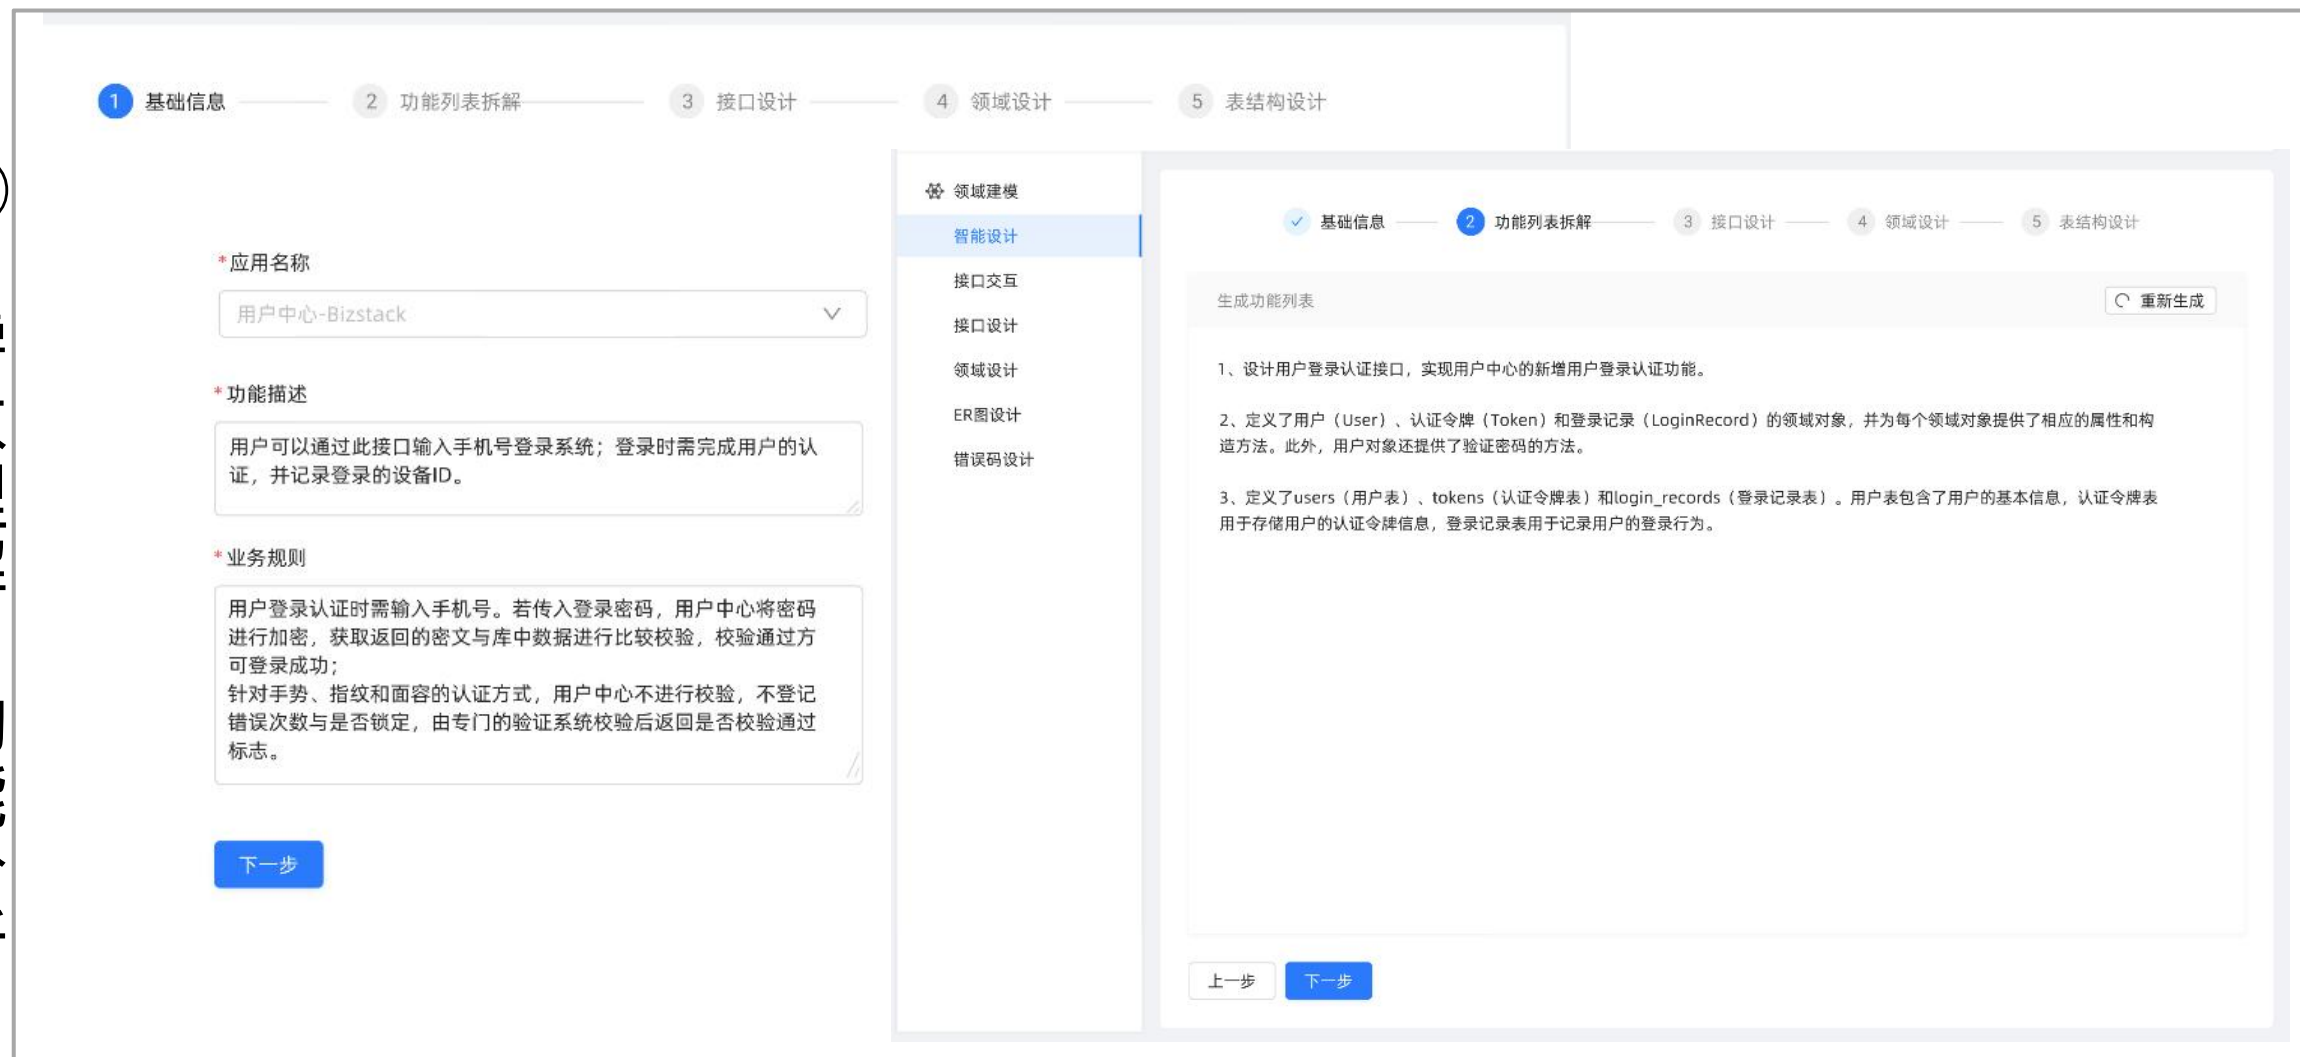 1 基础信息 2 功能列表拆解 3 接口设计 4 领域设计 5 表结构设计
*应用名称
用户中心-Bizstack
*功能描述
用户可以通过此接口输入手机号登录系统；登录时需完成用户的认
证，并记录登录的设备ID。
*业务规则
用户登录认证时需输入手机号。若传入登录密码，用户中心将密码
进行加密，获取返回的密文与库中数据进行比较校验，校验通过方
可登录成功；
针对手势、指纹和面容的认证方式，用户中心不进行校验，不登记
错误次数与是否锁定，由专门的验证系统校验后返回是否校验通过
标志。
下一步
领域建模
智能设计
接口交互
接口设计
领域设计
ER图设计
错误码设计
基础信息 2 功能列表拆解 3 接口设计 4 领域设计 5 表结构设计
生成功能列表
重新生成
1、设计用户登录认证接口，实现用户中心的新增用户登录认证功能。
2、定义了用户（User）、认证令牌（Token）和登录记录（LoginRecord）的领域对象，并为每个领域对象提供了相应的属性和构
造方法。此外，用户对象还提供了验证密码的方法。
3、定义了users（用户表）、tokens（认证令牌表）和login_records（登录记录表）。用户表包含了用户的基本信息，认证令牌表
用于存储用户的认证令牌信息，登录记录表用于记录用户的登录行为。
上一步 下一步